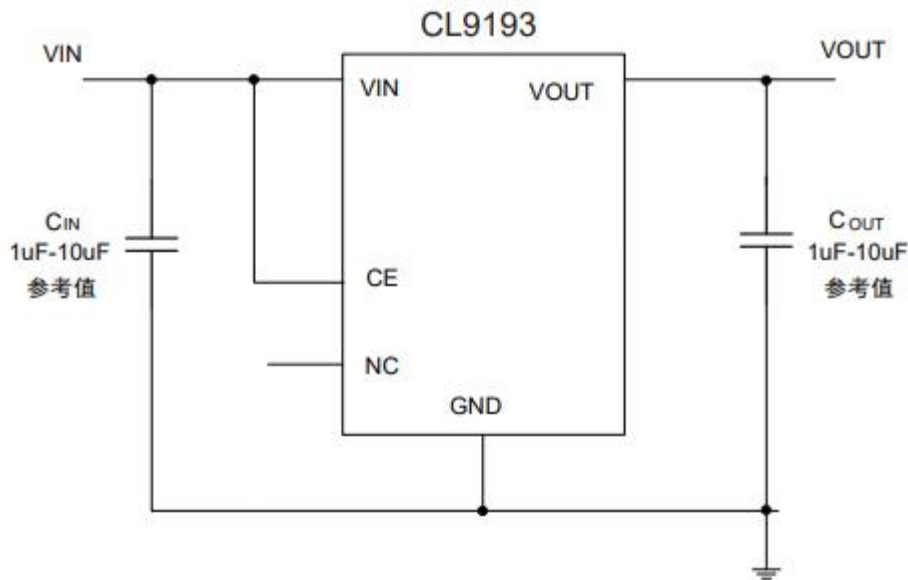 CL9193
VIN
VOUT
VIN
VOUT
CIN
1uF-10uF
参考值
COUT
1uF-10uF
参考值
CE
NC
GND